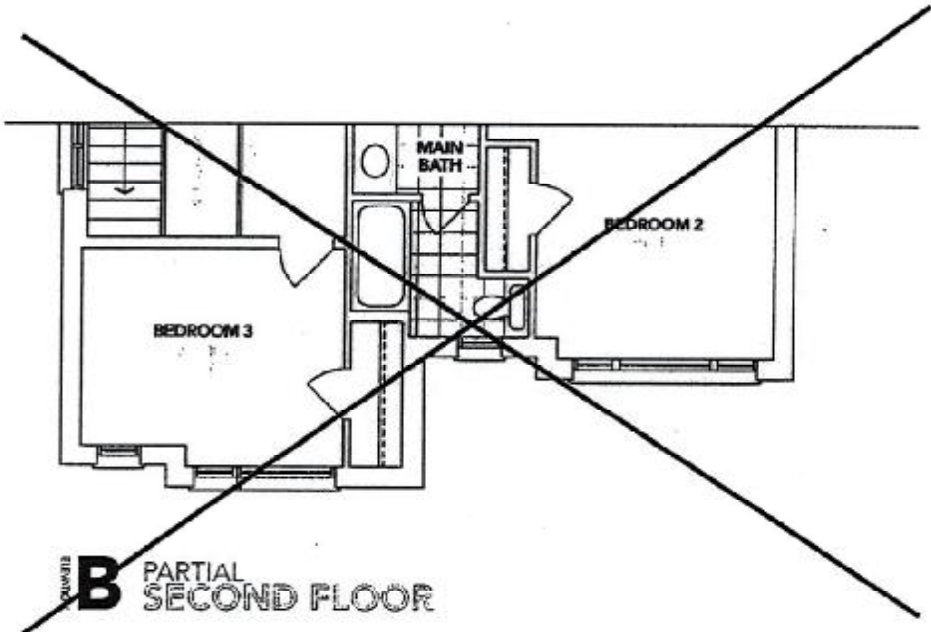 MAIN
BATH
BEDROOM 2
BEDROOM 3
B
PARTIAL
SECOND FLOOR